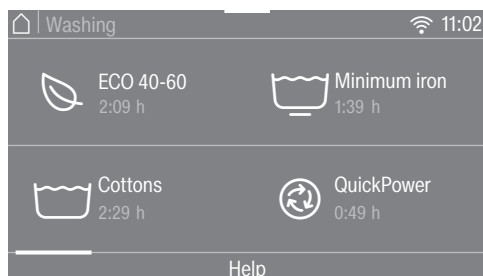 Washing 11:02
ECO 40-60 Minimum iron
2:09 h 1:39 h
Cottons QuickPower
2:29 h 0:49 h
Help